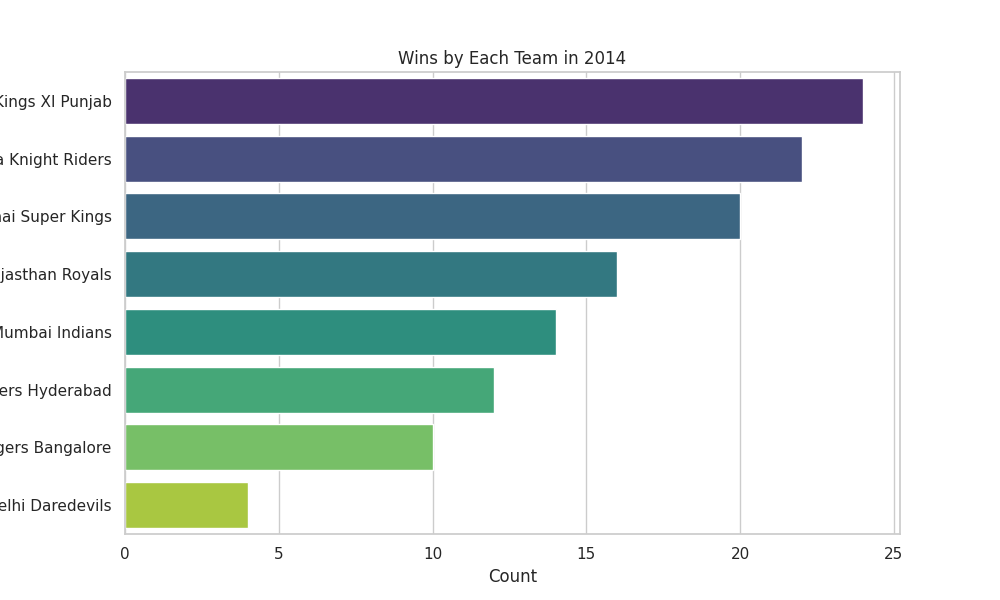 Wins by Each Team in 2014
Kings XI Punjab
a Knight Riders
nai Super Kings
jasthan Royals
Mumbai Indians
ers Hyderabad
gers Bangalore
elhi Daredevils
0 5 10 15 20 25
Count